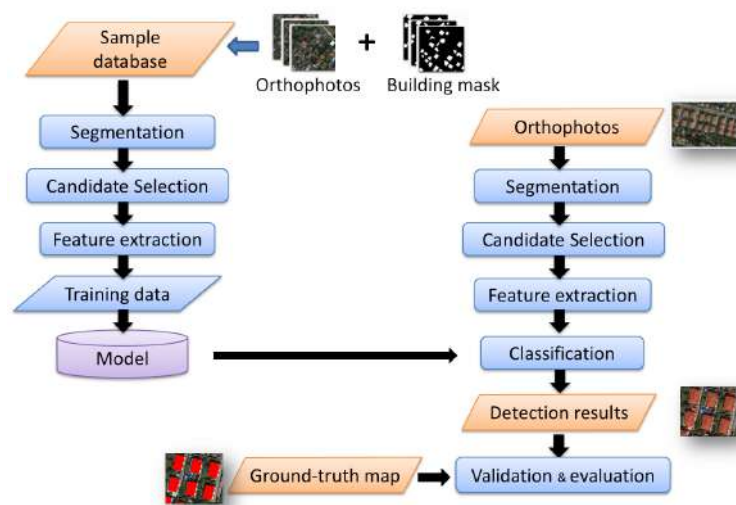 Sample
database
+
Orthophotos
Building mask
Segmentation
Candidate Selection
Feature extraction
Training data
Model
Orthophotos
Segmentation
Candidate Selection
Feature extraction
Classification
Detection results
Ground-truth map
Validation & evaluation